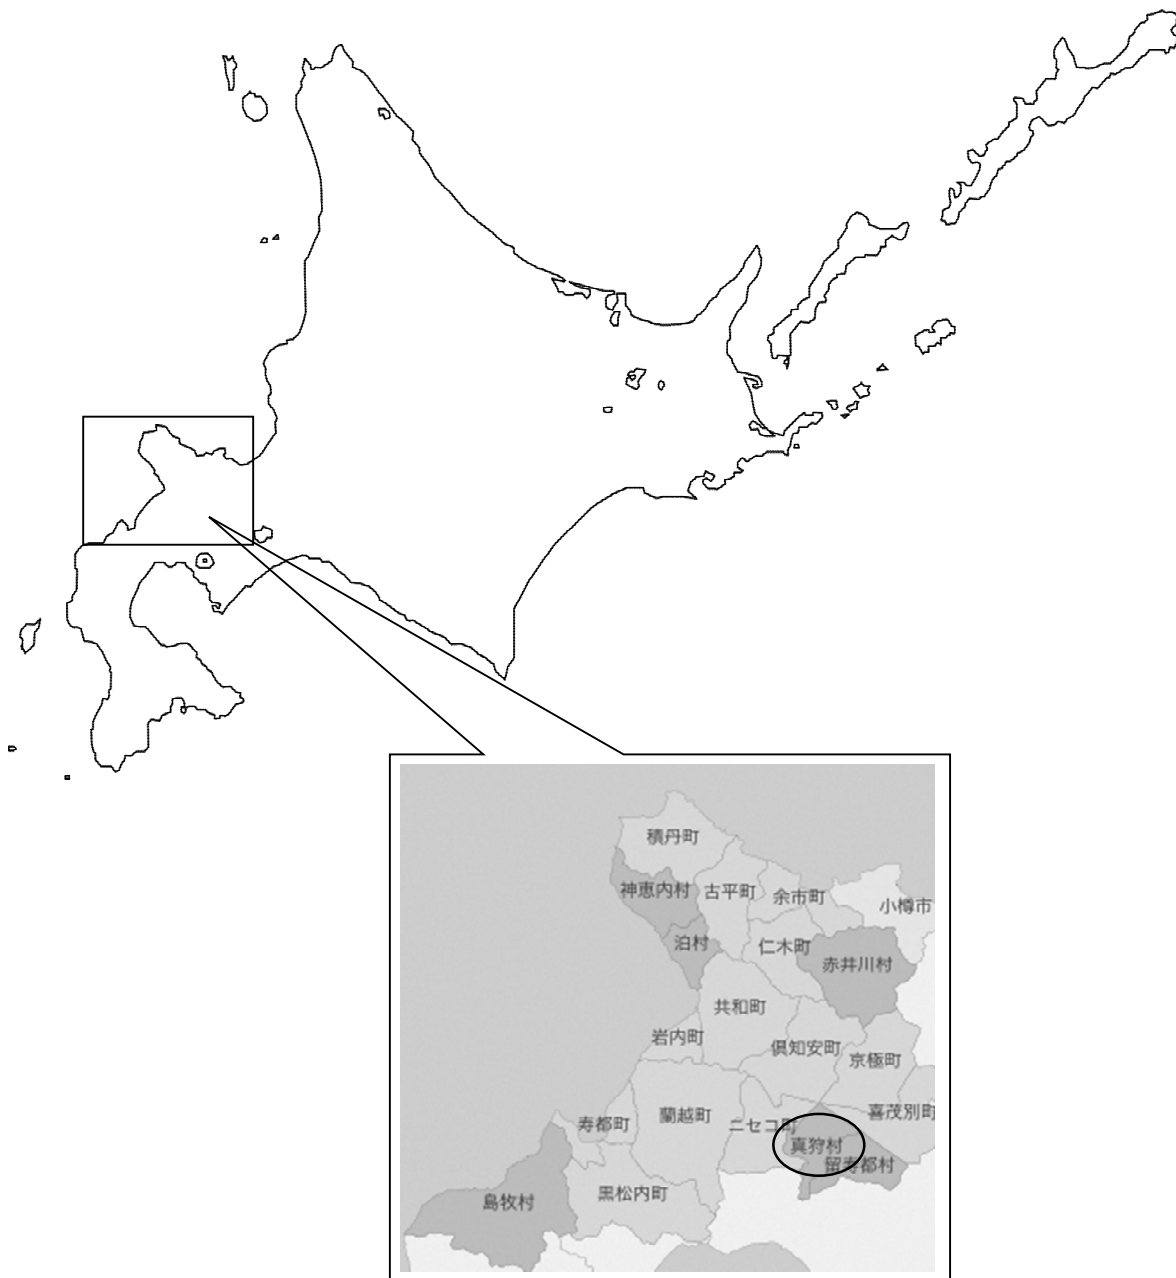 積丹町
神恵内村
古平町
余市町
小樽市
泊村
仁木町
赤井川村
共和町
岩内町
倶知安町
京極町
蘭越町
寿都町
ニセコ町
喜茂別町
真狩村
留寿都村
島牧村
黒松内町